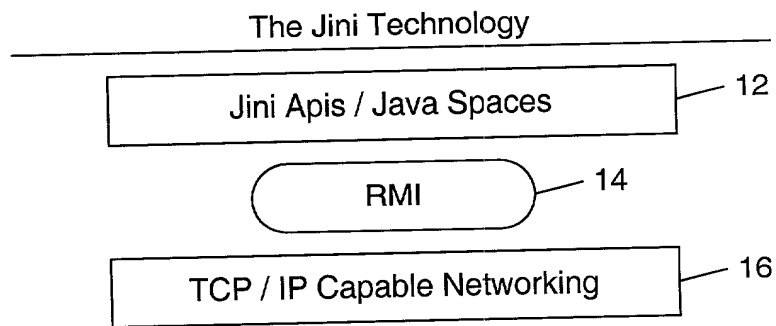 The Jini Technology
Jini Apis / Java Spaces
12
RMI
14
TCP / IP Capable Networking
16